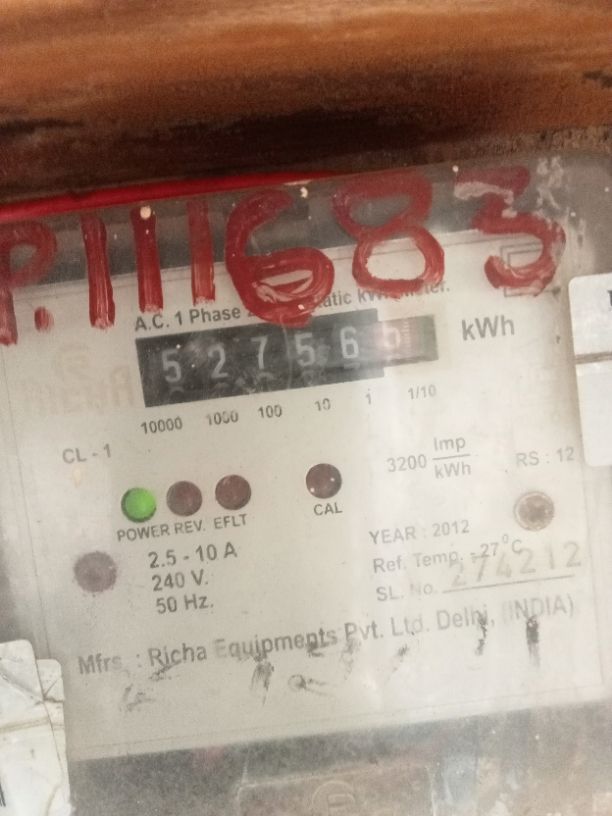 P.111683
A.C. 1 Phase
kWh
5 2 7 5 6
10000 1000 100 10 1 1/10
CL - 1
3200 Imp/kWh
RS : 12
POWER REV. EFLT
CAL
2.5 - 10 A
240 V.
50 Hz.
YEAR : 2012
Ref. Temp. - 27°C
SL. No. 274212
Mfrs. : Richa Equipments Pvt. Ltd. Delhi, (INDIA)